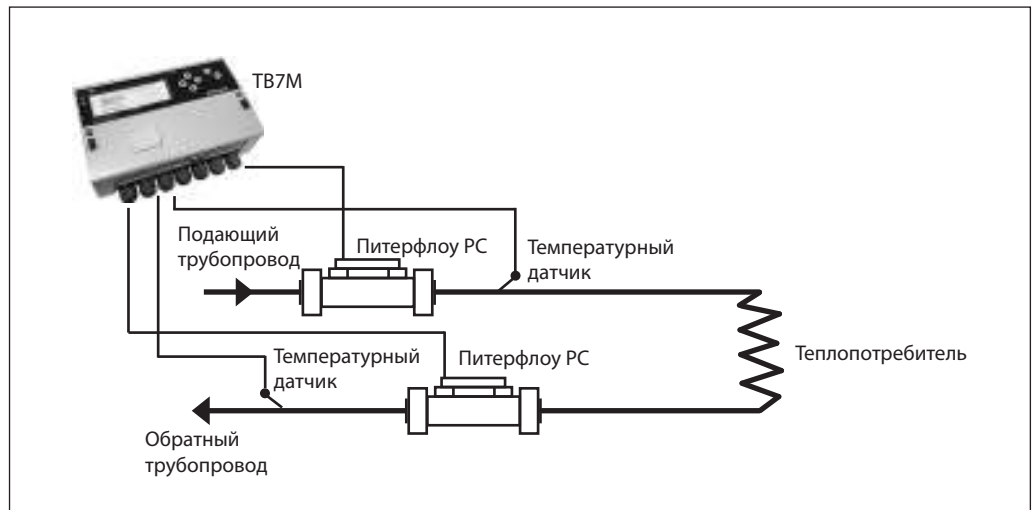 ТВ7М
Подающий
трубопровод
Питерфлоу РС
Температурный
датчик
Температурный
датчик
Питерфлоу РС
Теплопотребитель
Обратный
трубопровод